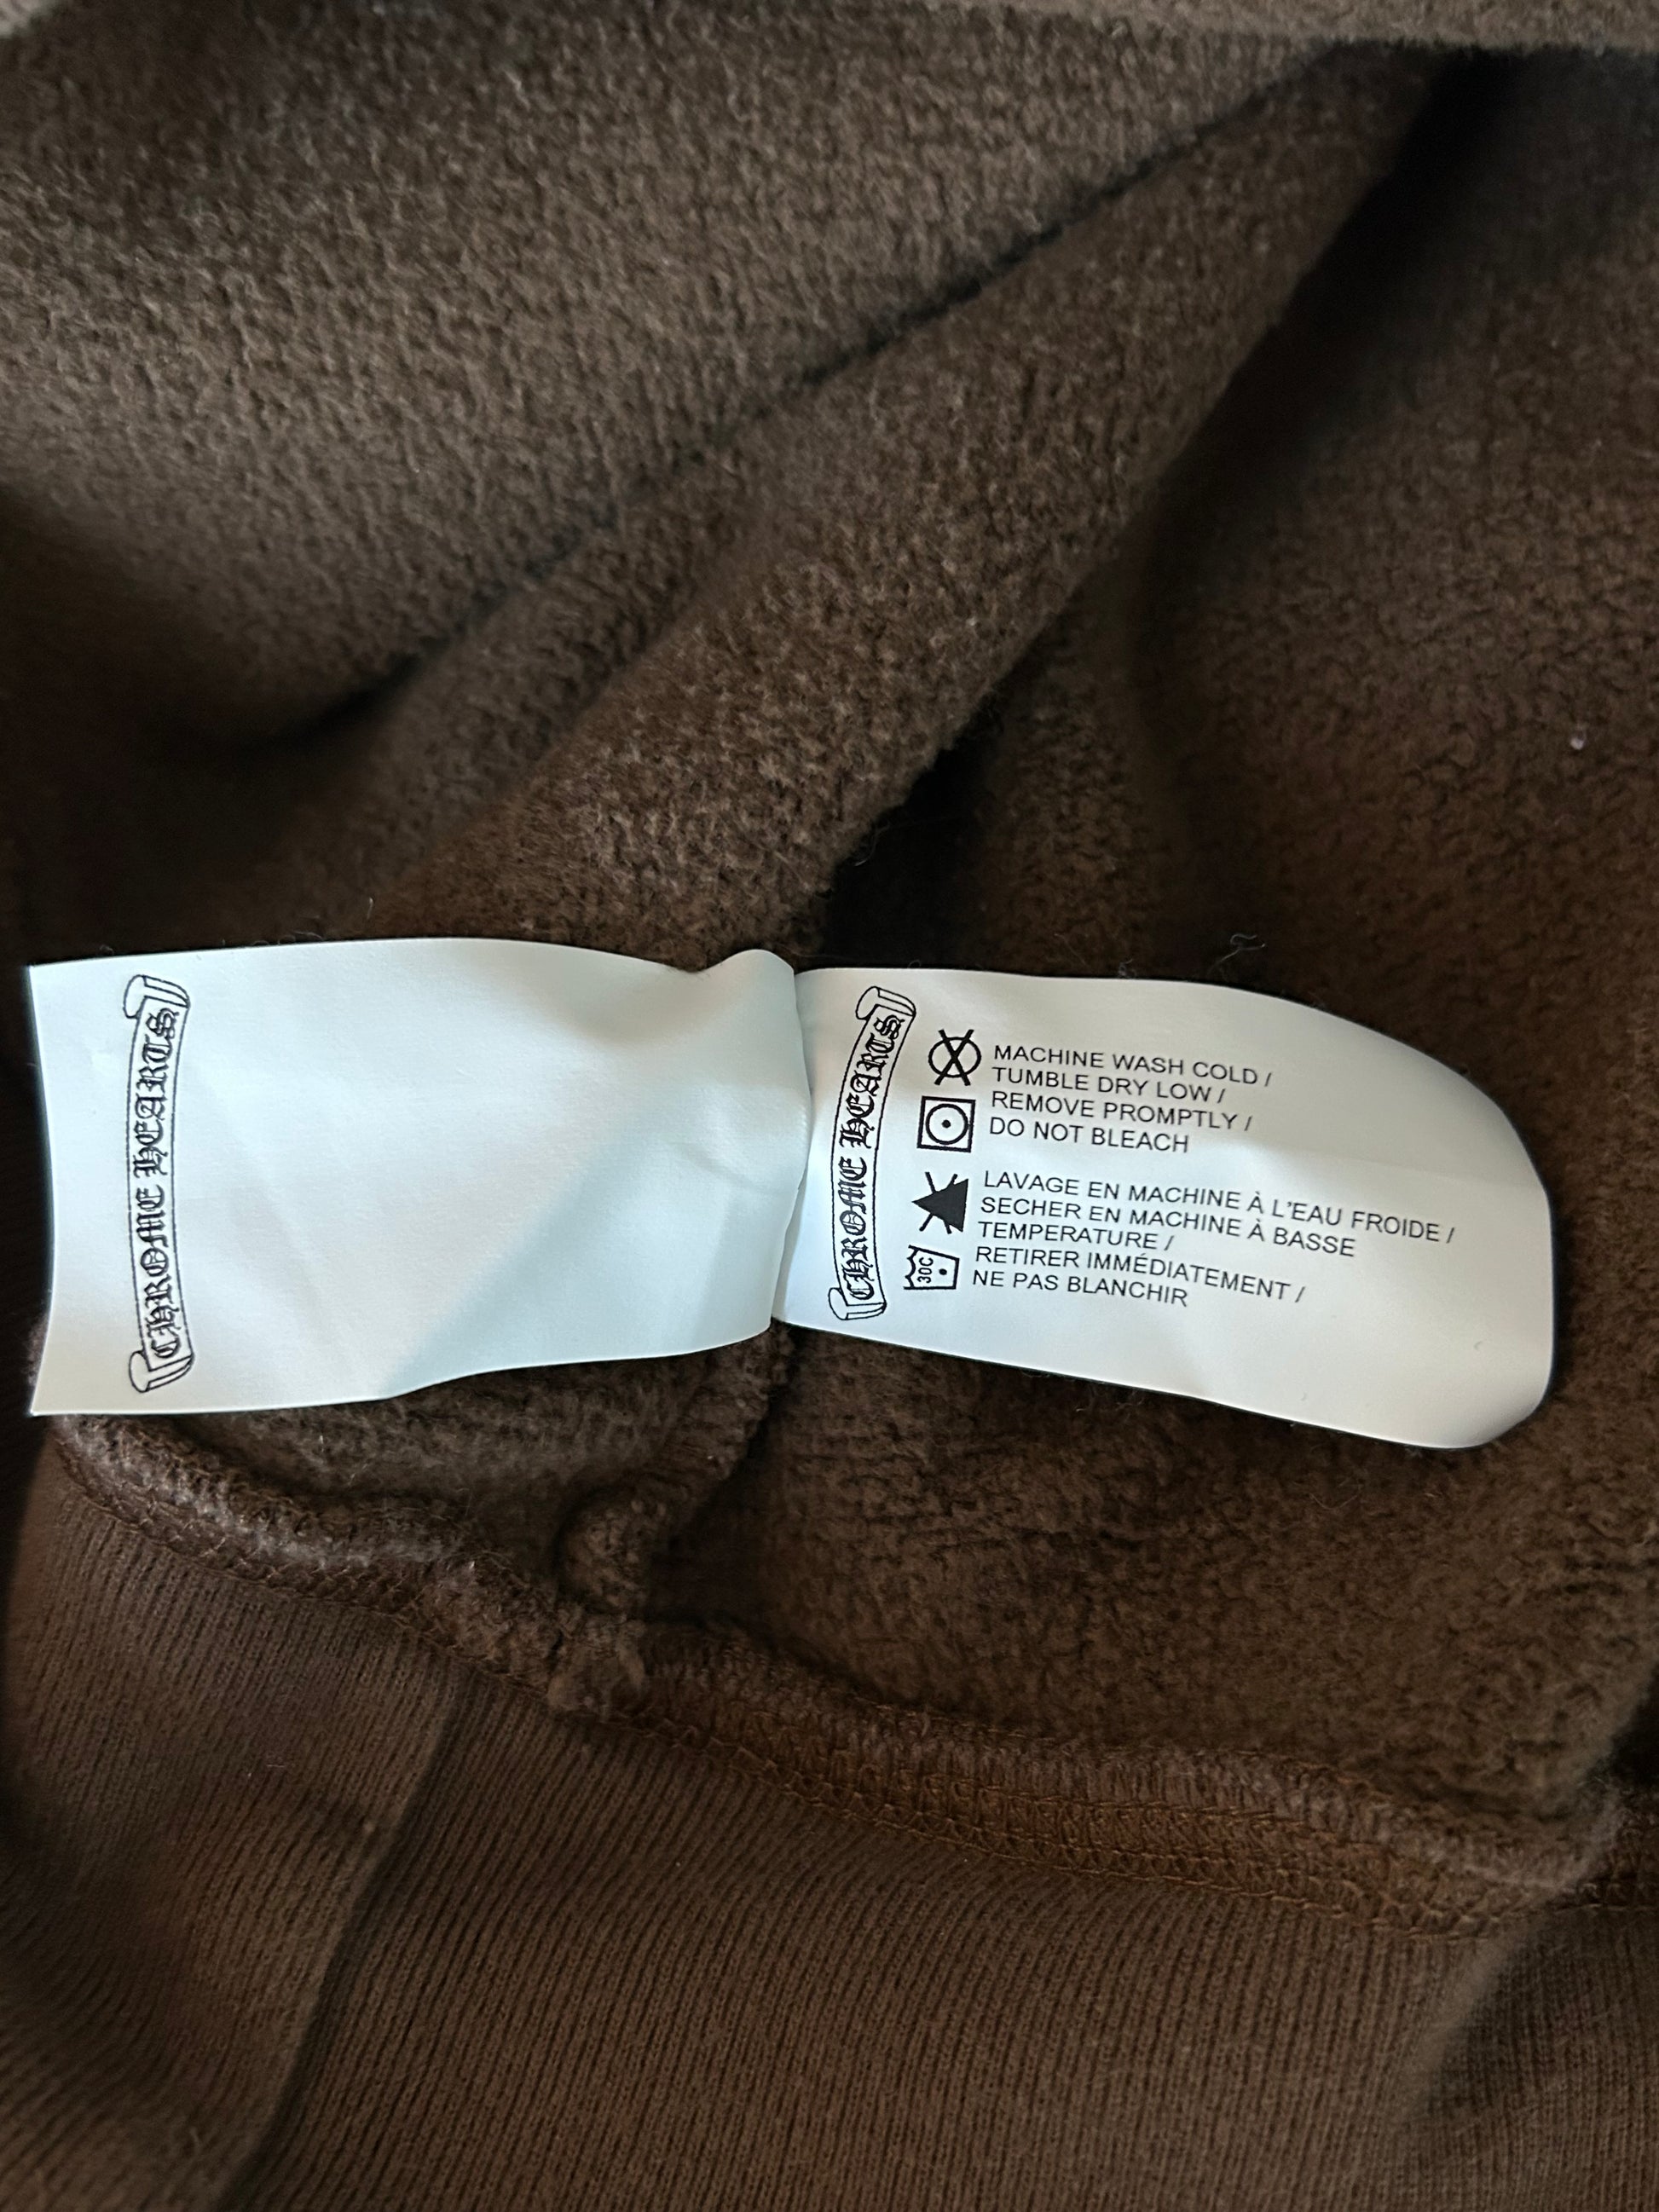 CHROME HEARTS
CHROME HEARTS
MACHINE WASH COLD /
TUMBLE DRY LOW /
REMOVE PROMPTLY /
DO NOT BLEACH
LAVAGE EN MACHINE À L'EAU FROIDE /
SECHER EN MACHINE À BASSE
TEMPERATURE /
RETIRER IMMÉDIATEMENT /
NE PAS BLANCHIR
30C